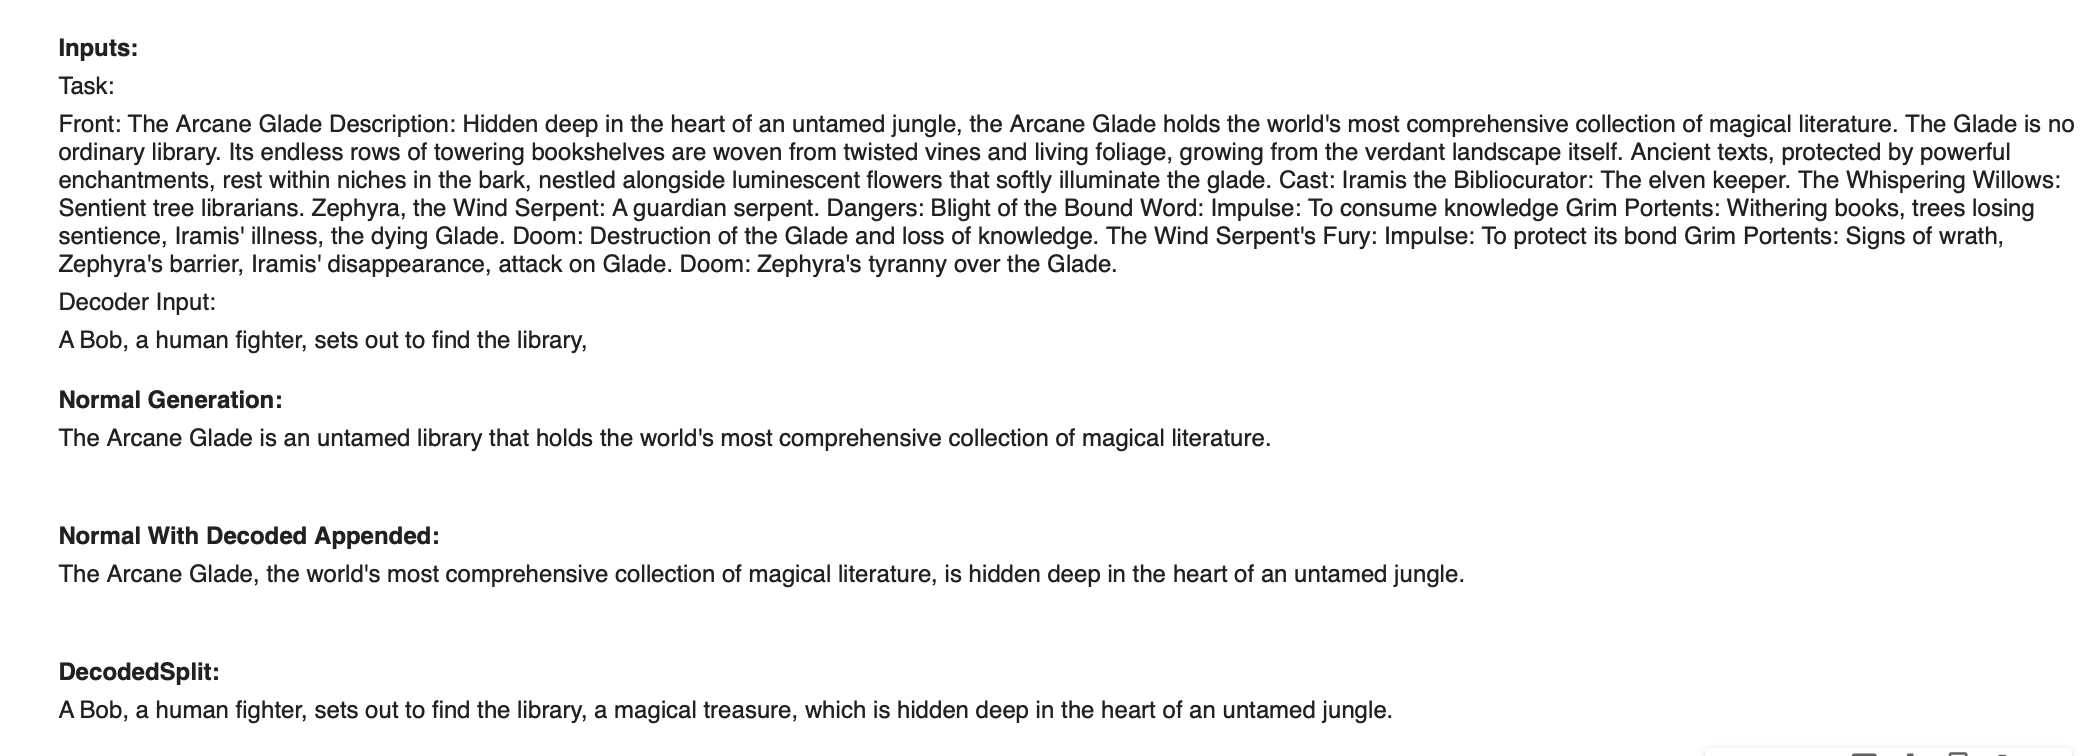 Inputs:
Task:
Front: The Arcane Glade Description: Hidden deep in the heart of an untamed jungle, the Arcane Glade holds the world's most comprehensive collection of magical literature. The Glade is no
ordinary library. Its endless rows of towering bookshelves are woven from twisted vines and living foliage, growing from the verdant landscape itself. Ancient texts, protected by powerful
enchantments, rest within niches in the bark, nestled alongside luminescent flowers that softly illuminate the glade. Cast: Iramis the Bibliocurator: The elven keeper. The Whispering Willows:
Sentient tree librarians. Zephyra, the Wind Serpent: A guardian serpent. Dangers: Blight of the Bound Word: Impulse: To consume knowledge Grim Portents: Withering books, trees losing
sentience, Iramis' illness, the dying Glade. Doom: Destruction of the Glade and loss of knowledge. The Wind Serpent's Fury: Impulse: To protect its bond Grim Portents: Signs of wrath,
Zephyra's barrier, Iramis' disappearance, attack on Glade. Doom: Zephyra's tyranny over the Glade.
Decoder Input:
A Bob, a human fighter, sets out to find the library,
Normal Generation:
The Arcane Glade is an untamed library that holds the world's most comprehensive collection of magical literature.
Normal With Decoded Appended:
The Arcane Glade, the world's most comprehensive collection of magical literature, is hidden deep in the heart of an untamed jungle.
DecodedSplit:
A Bob, a human fighter, sets out to find the library, a magical treasure, which is hidden deep in the heart of an untamed jungle.